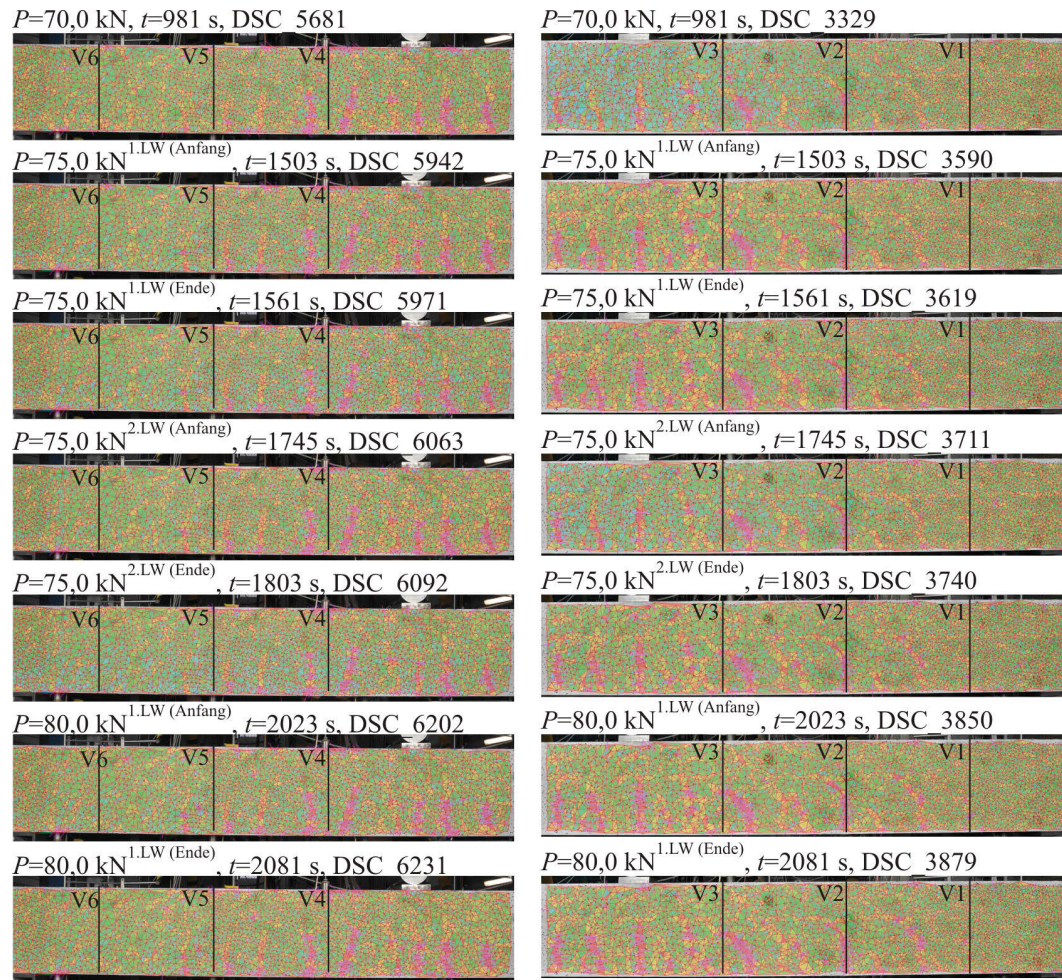 P=70,0 kN, t=981 s, DSC_5681
V6 V5 V4
P=70,0 kN, t=981 s, DSC_3329
V3 V2 V1
P=75,0 kN1.LW (Anfang), t=1503 s, DSC_5942
V6 V5 V4
P=75,0 kN1.LW (Anfang), t=1503 s, DSC_3590
V3 V2 V1
P=75,0 kN1.LW (Ende), t=1561 s, DSC_5971
V6 V5 V4
P=75,0 kN1.LW (Ende), t=1561 s, DSC_3619
V3 V2 V1
P=75,0 kN2.LW (Anfang), t=1745 s, DSC_6063
V6 V5 V4
P=75,0 kN2.LW (Anfang), t=1745 s, DSC_3711
V3 V2 V1
P=75,0 kN2.LW (Ende), t=1803 s, DSC_6092
V6 V5 V4
P=75,0 kN2.LW (Ende), t=1803 s, DSC_3740
V3 V2 V1
P=80,0 kN1.LW (Anfang), t=2023 s, DSC_6202
V6 V5 V4
P=80,0 kN1.LW (Anfang), t=2023 s, DSC_3850
V3 V2 V1
P=80,0 kN1.LW (Ende), t=2081 s, DSC_6231
V6 V5 V4
P=80,0 kN1.LW (Ende), t=2081 s, DSC_3879
V3 V2 V1